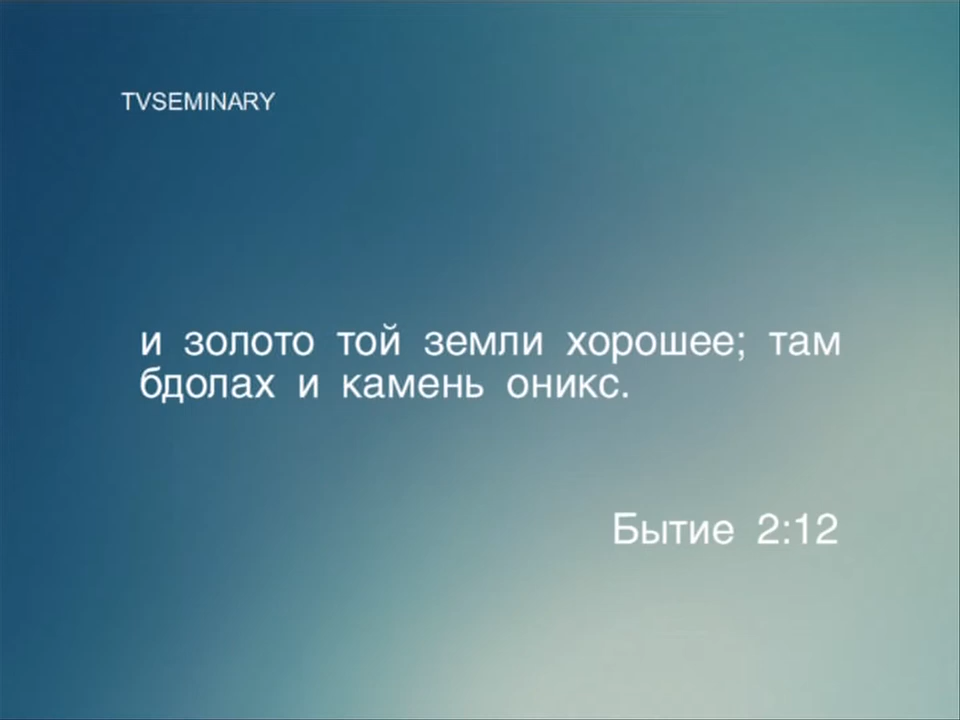 TVSEMINARY
и золото той земли хорошее; там
бдолах и камень оникс.
Бытие 2:12